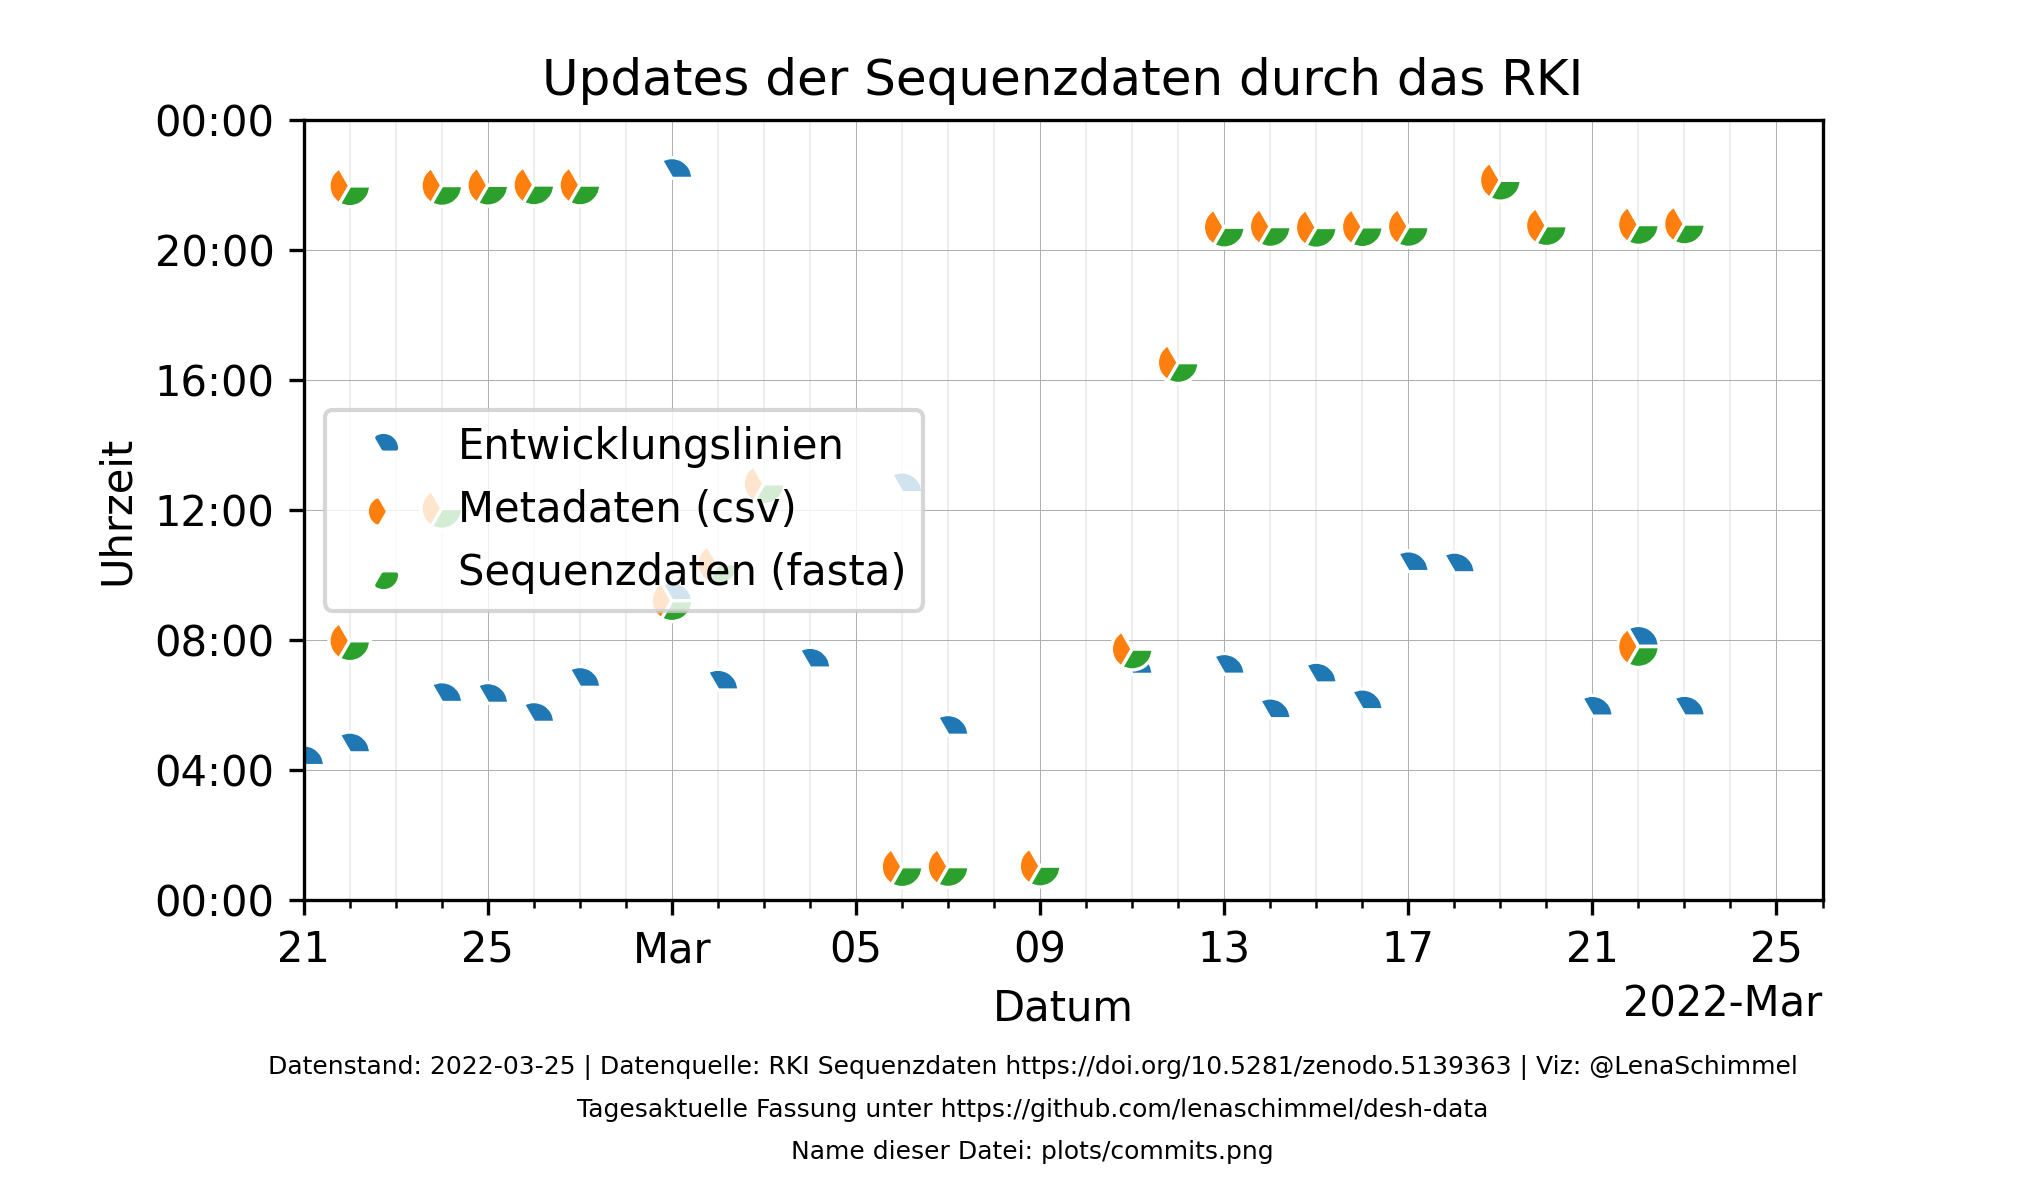 Updates der Sequenzdaten durch das RKI
00:00
20:00
16:00
12:00
08:00
04:00
00:00
Uhrzeit
Entwicklungslinien
Metadaten (csv)
Sequenzdaten (fasta)
21 25 Mar 05 09 13 17 21 25
Datum
2022-Mar
Datenstand: 2022-03-25 | Datenquelle: RKI Sequenzdaten https://doi.org/10.5281/zenodo.5139363 | Viz: @LenaSchimmel
Tagesaktuelle Fassung unter https://github.com/lenaschimmel/desh-data
Name dieser Datei: plots/commits.png